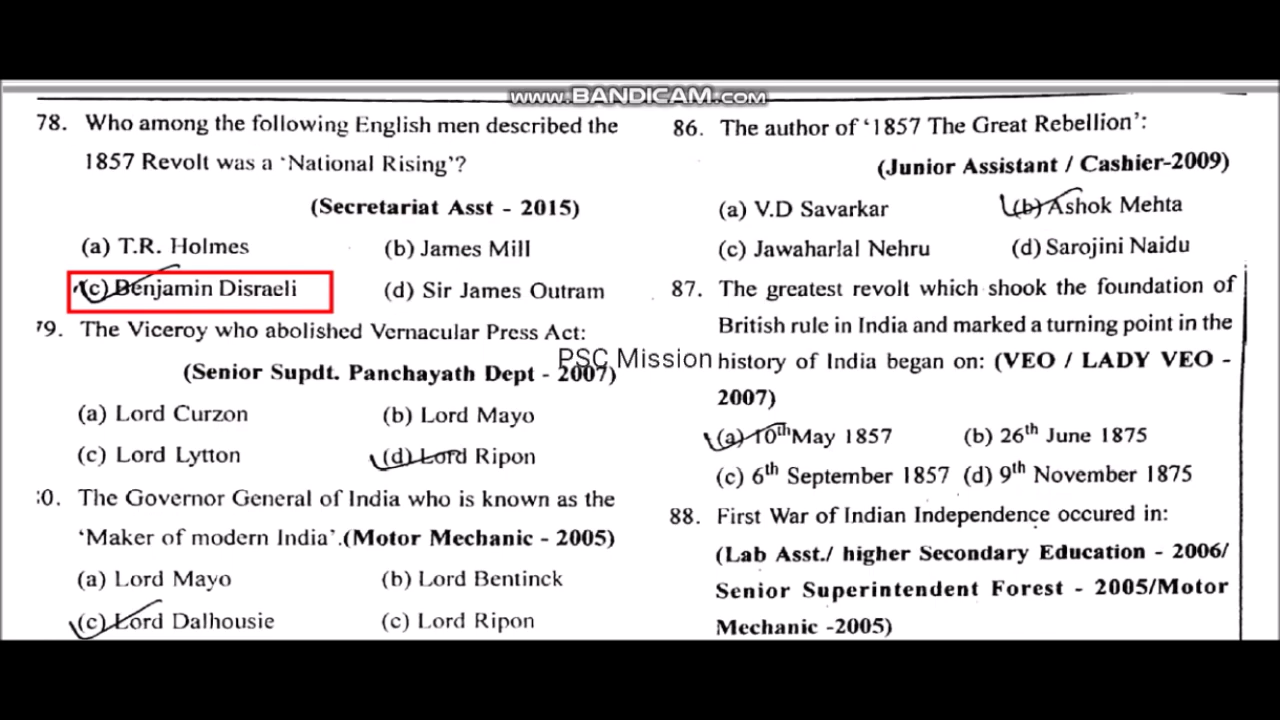 www.BANDICAM.com
78. Who among the following English men described the
1857 Revolt was a ‘National Rising’?
(Secretariat Asst - 2015)
(a) T.R. Holmes (b) James Mill
(c) Benjamin Disraeli (d) Sir James Outram
79. The Viceroy who abolished Vernacular Press Act:
(Senior Supdt. Panchayath Dept - 2007)
(a) Lord Curzon (b) Lord Mayo
(c) Lord Lytton (d) Lord Ripon
:0. The Governor General of India who is known as the
‘Maker of modern India’.(Motor Mechanic - 2005)
(a) Lord Mayo (b) Lord Bentinck
(c) Lord Dalhousie (c) Lord Ripon
PSC Mission
86. The author of ‘1857 The Great Rebellion’:
(Junior Assistant / Cashier-2009)
(a) V.D Savarkar (b) Ashok Mehta
(c) Jawaharlal Nehru (d) Sarojini Naidu
87. The greatest revolt which shook the foundation of
British rule in India and marked a turning point in the
history of India began on: (VEO / LADY VEO -
2007)
(a) 10th May 1857 (b) 26th June 1875
(c) 6th September 1857 (d) 9th November 1875
88. First War of Indian Independence occured in:
(Lab Asst./ higher Secondary Education - 2006/
Senior Superintendent Forest - 2005/Motor
Mechanic -2005)